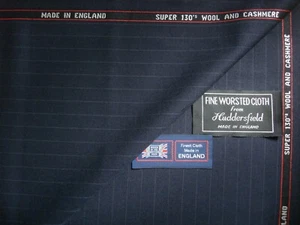 MADE IN ENGLAND
SUPER 130's WOOL AND CASHMERE
SUPER 130's WOOL AND CASHMERE
FINE WORSTED CLOTH
from
Huddersfield
MADE IN ENGLAND
Finest Cloth
Made in
ENGLAND